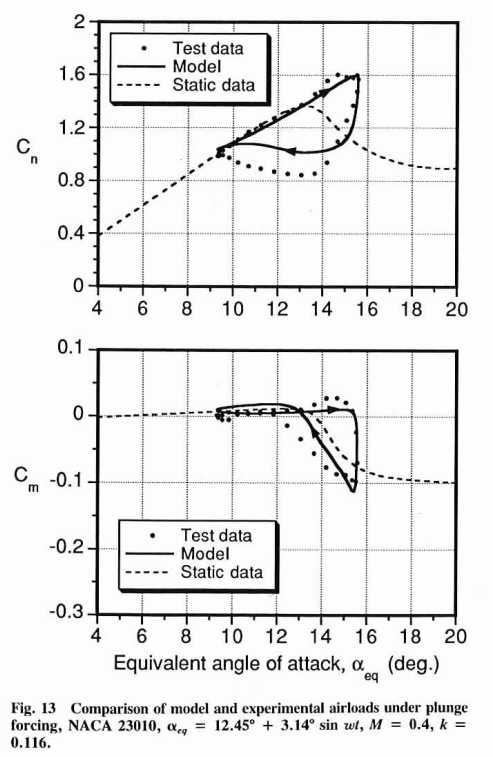 2
1.6
1.2
0.8
0.4
0
C
n
Test data
Model
Static data
4 6 8 10 12 14 16 18 20
0.1
0
-0.1
-0.2
-0.3
C
m
Test data
Model
Static data
4 6 8 10 12 14 16 18 20
Equivalent angle of attack, α
eq
(deg.)
Fig. 13 Comparison of model and experimental airloads under plunge
forcing, NACA 23010, αeq = 12.45° + 3.14° sin wt, M = 0.4, k =
0.116.